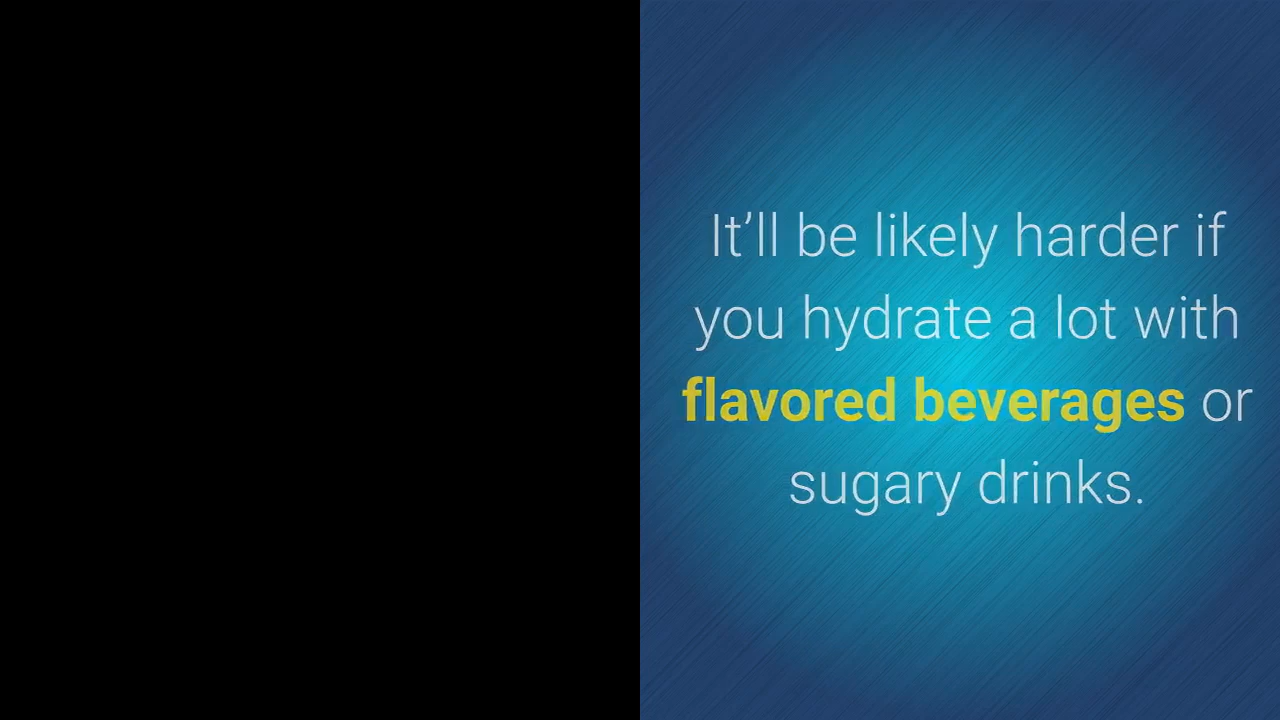 It’ll be likely harder if
you hydrate a lot with
flavored beverages or
sugary drinks.